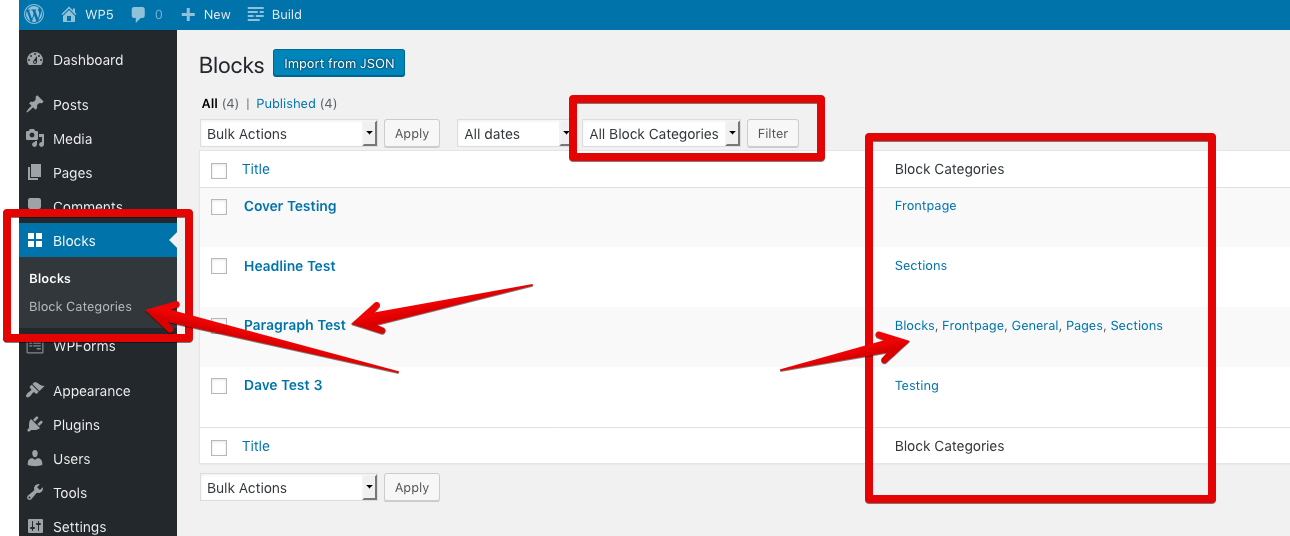 WP5 0 New Build
Dashboard
Posts
Media
Pages
Comments
Blocks
Blocks
Block Categories
WPForms
Appearance
Plugins
Users
Tools
Settings
Blocks Import from JSON
All (4) | Published (4)
Bulk Actions Apply All dates All Block Categories Filter
Title Block Categories
Cover Testing Frontpage
Headline Test Sections
Paragraph Test Blocks, Frontpage, General, Pages, Sections
Dave Test 3 Testing
Title Block Categories
Bulk Actions Apply